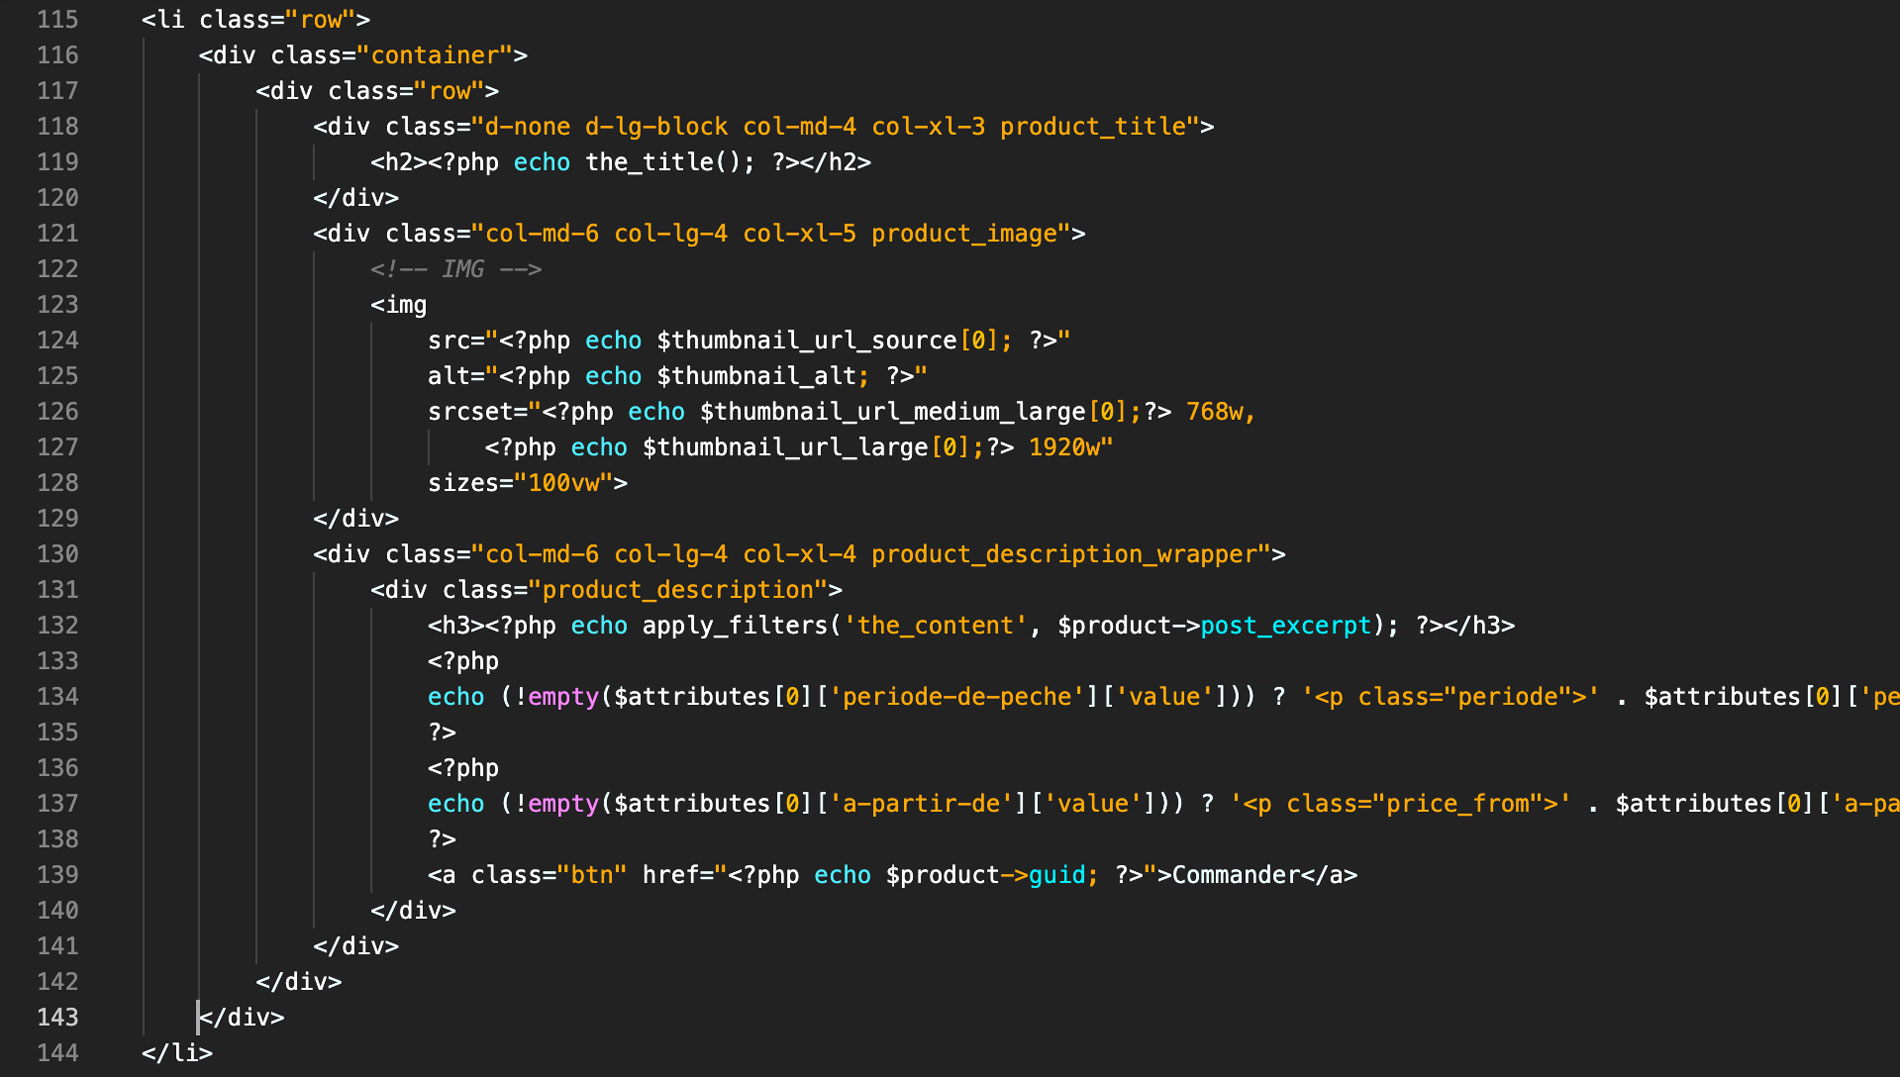 115 <li class="row">
116 <div class="container">
117 <div class="row">
118 <div class="d-none d-lg-block col-md-4 col-xl-3 product_title">
119 <h2><?php echo the_title(); ?></h2>
120 </div>
121 <div class="col-md-6 col-lg-4 col-xl-5 product_image">
122 <!-- IMG -->
123 <img
124 src="<?php echo $thumbnail_url_source[0]; ?>"
125 alt="<?php echo $thumbnail_alt; ?>"
126 srcset="<?php echo $thumbnail_url_medium_large[0];?> 768w,
127 <?php echo $thumbnail_url_large[0];?> 1920w"
128 sizes="100vw">
129 </div>
130 <div class="col-md-6 col-lg-4 col-xl-4 product_description_wrapper">
131 <div class="product_description">
132 <h3><?php echo apply_filters('the_content', $product->post_excerpt); ?></h3>
133 <?php
134 echo (!empty($attributes[0]['periode-de-peche']['value'])) ? '<p class="periode">' . $attributes[0]['pe
135 ?>
136 <?php
137 echo (!empty($attributes[0]['a-partir-de']['value'])) ? '<p class="price_from">' . $attributes[0]['a-pa
138 ?>
139 <a class="btn" href="<?php echo $product->guid; ?>">Commander</a>
140 </div>
141 </div>
142 </div>
143 </div>
144 </li>